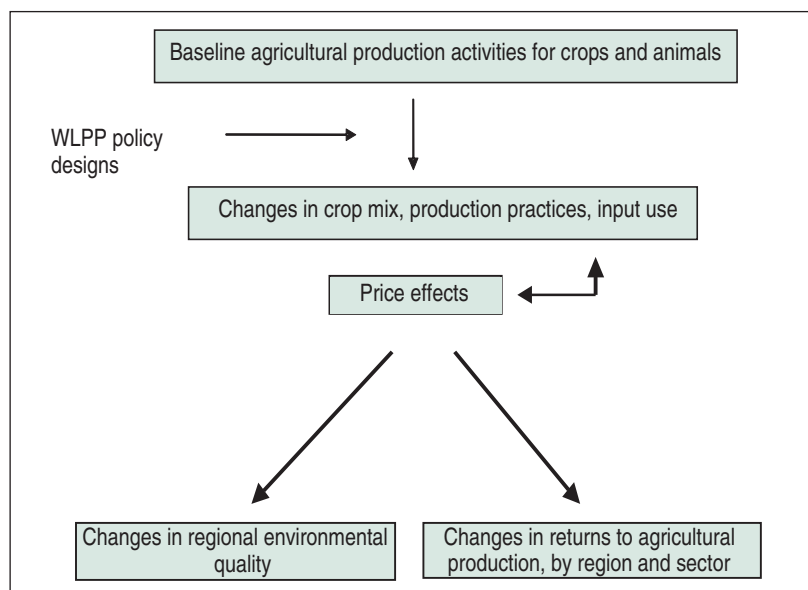 Baseline agricultural production activities for crops and animals
WLPP policy
designs
Changes in crop mix, production practices, input use
Price effects
Changes in regional environmental
quality
Changes in returns to agricultural
production, by region and sector